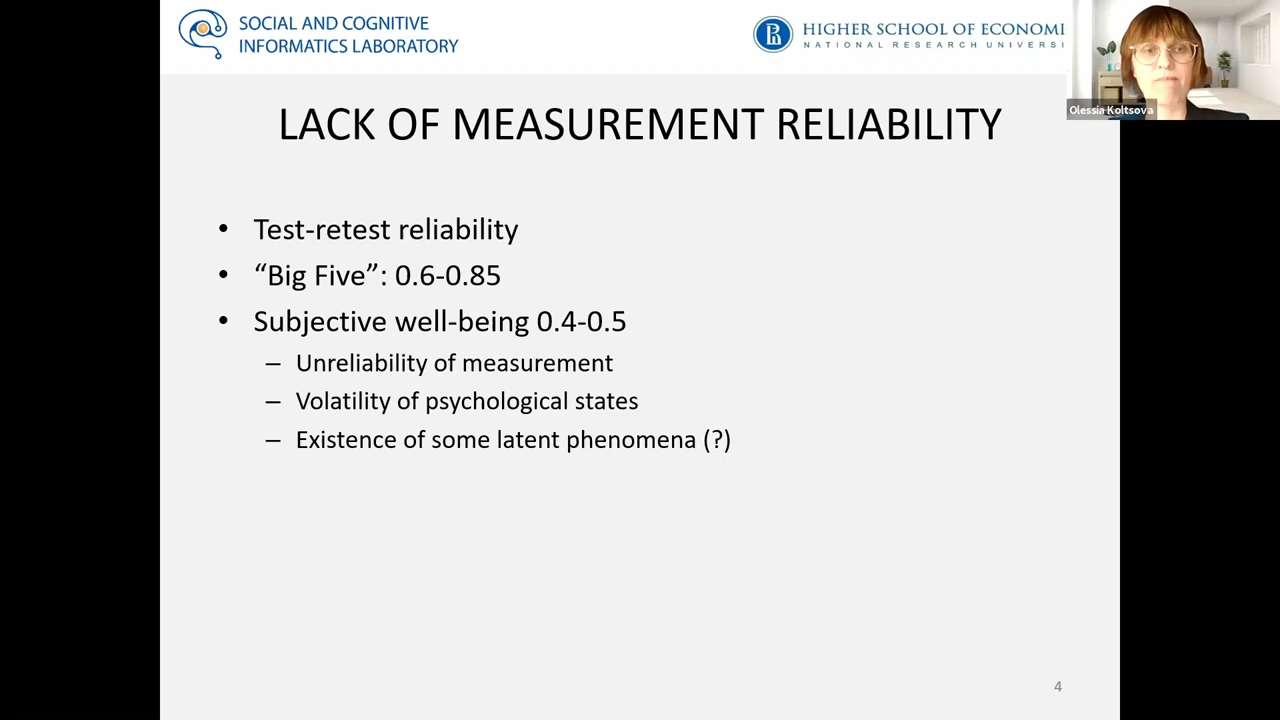 SOCIAL AND COGNITIVE
INFORMATICS LABORATORY
HIGHER SCHOOL OF ECONOMI
NATIONAL RESEARCH UNIVERSI
Olessia Koltsova
LACK OF MEASUREMENT RELIABILITY
• Test-retest reliability
• “Big Five”: 0.6-0.85
• Subjective well-being 0.4-0.5
– Unreliability of measurement
– Volatility of psychological states
– Existence of some latent phenomena (?)
4